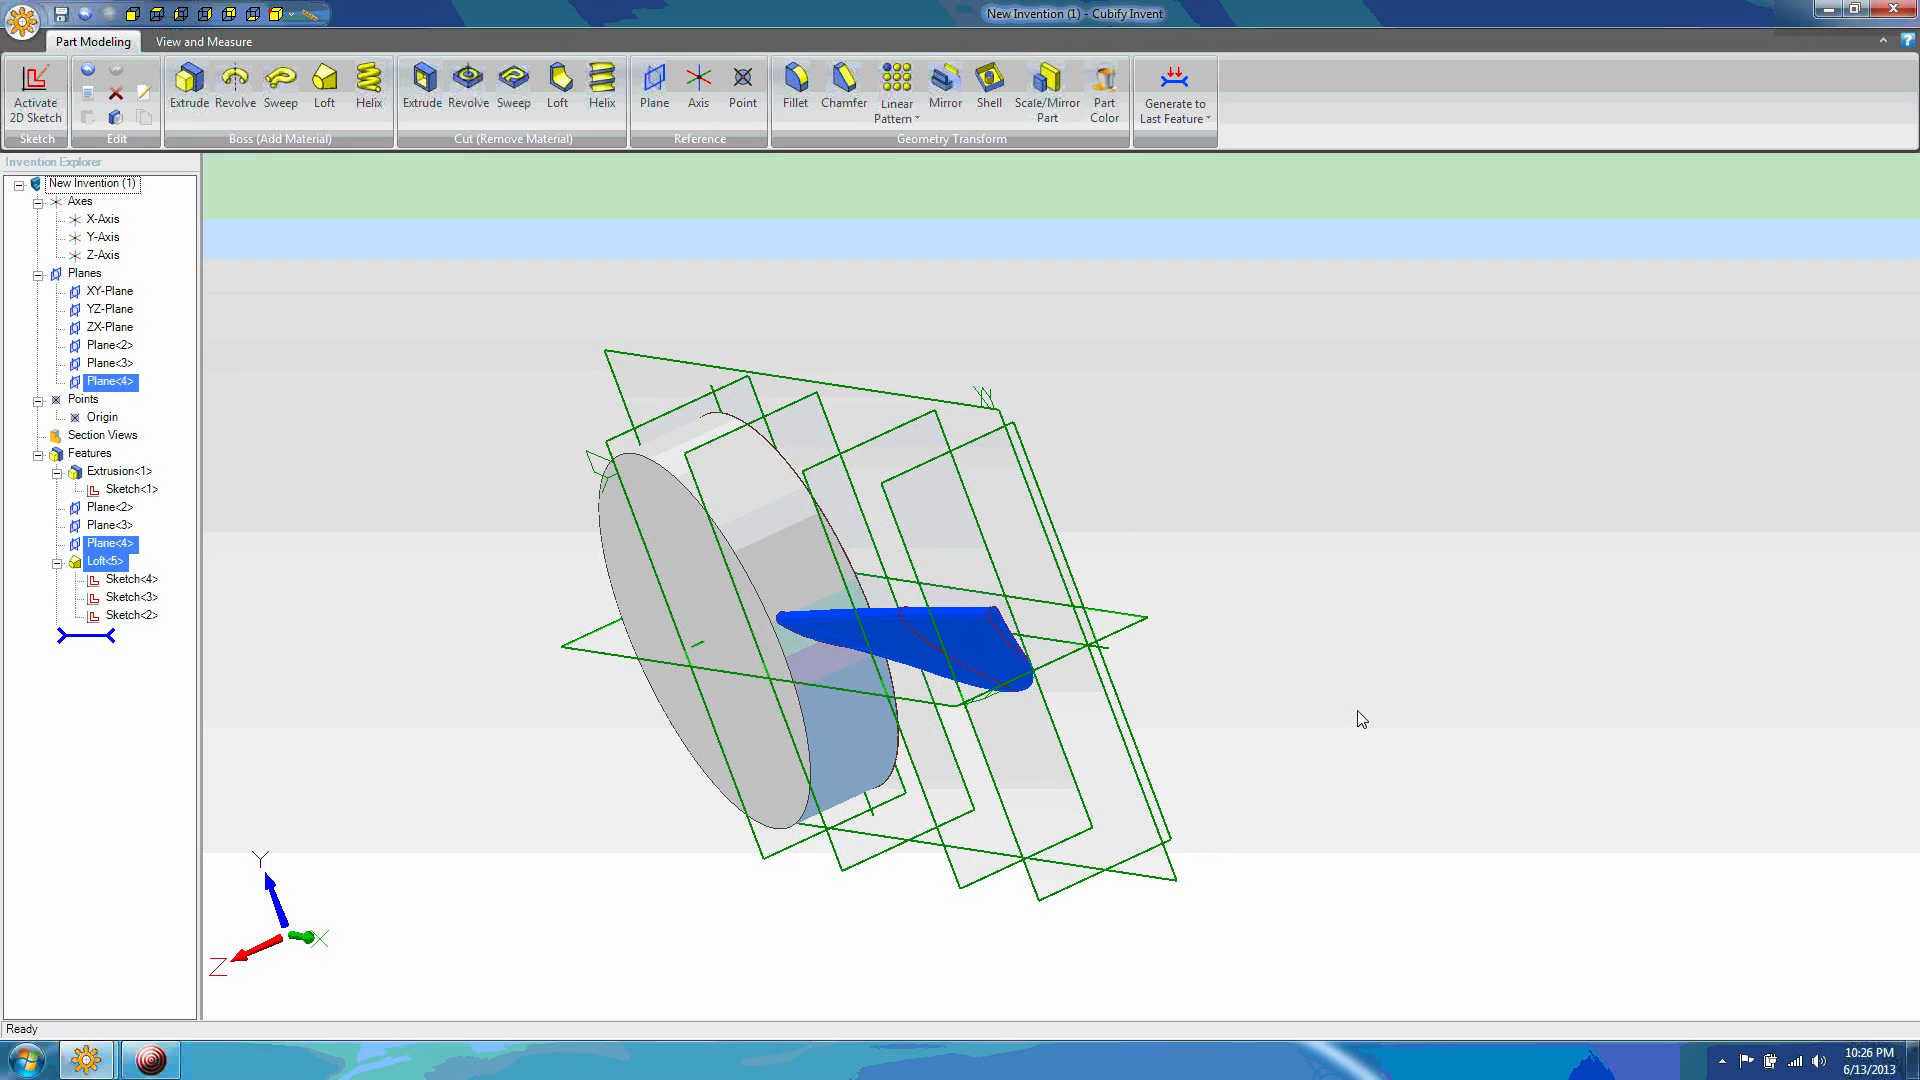 New Invention (1) - Cubify Invent
Part Modeling
View and Measure
Activate
2D Sketch
Sketch
Edit
Extrude
Revolve
Sweep
Loft
Helix
Boss (Add Material)
Extrude
Revolve
Sweep
Loft
Helix
Cut (Remove Material)
Plane
Axis
Point
Reference
Fillet
Chamfer
Linear
Pattern
Mirror
Shell
Scale/Mirror
Part
Part
Color
Geometry Transform
Generate to
Last Feature
Invention Explorer
New Invention (1)
Axes
X-Axis
Y-Axis
Z-Axis
Planes
XY-Plane
YZ-Plane
ZX-Plane
Plane<2>
Plane<3>
Plane<4>
Points
Origin
Section Views
Features
Extrusion<1>
Sketch<1>
Plane<2>
Plane<3>
Plane<4>
Loft<5>
Sketch<4>
Sketch<3>
Sketch<2>
Y
X
Z
Ready
10:26 PM
6/13/2013